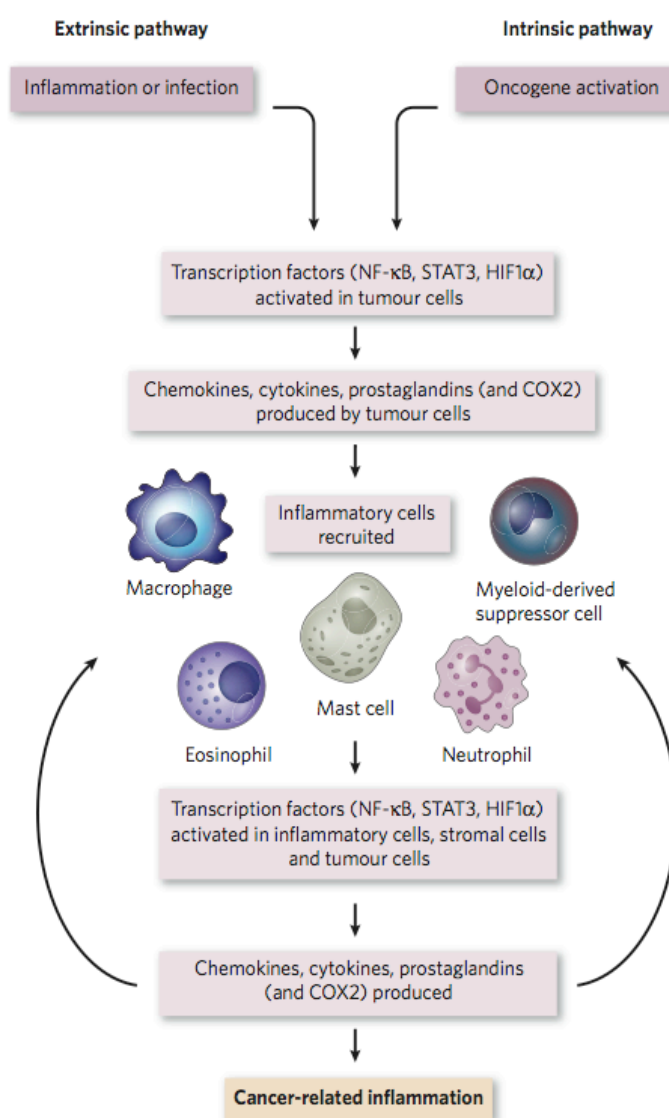 Extrinsic pathway
Intrinsic pathway
Inflammation or infection
Oncogene activation
Transcription factors (NF-κB, STAT3, HIF1α)
activated in tumour cells
Chemokines, cytokines, prostaglandins (and COX2)
produced by tumour cells
Inflammatory cells
recruited
Macrophage
Myeloid-derived
suppressor cell
Mast cell
Eosinophil
Neutrophil
Transcription factors (NF-κB, STAT3, HIF1α)
activated in inflammatory cells, stromal cells
and tumour cells
Chemokines, cytokines, prostaglandins
(and COX2) produced
Cancer-related inflammation